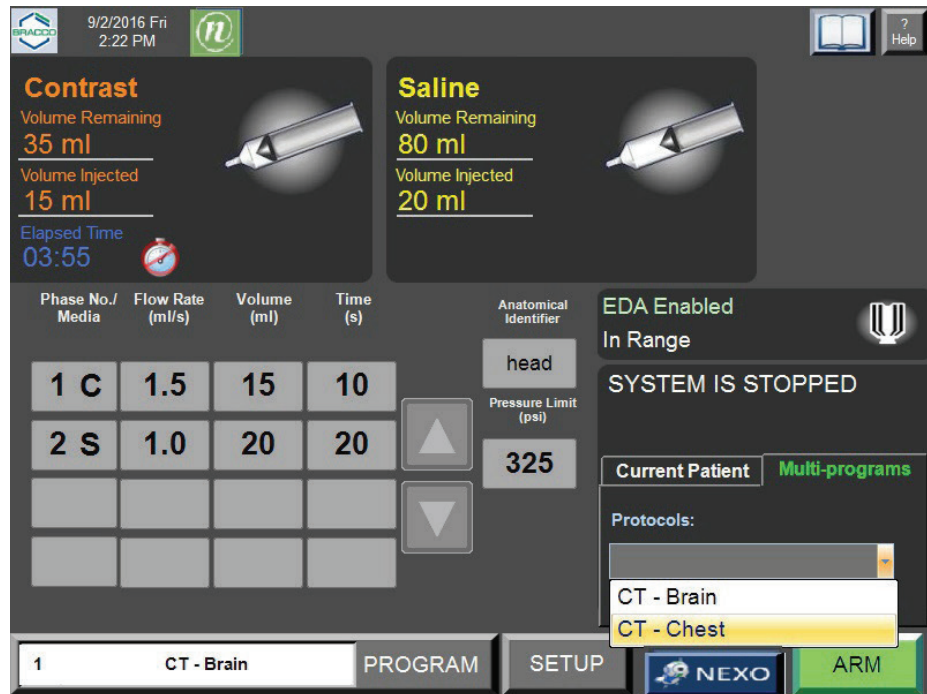 BRACCO
9/2/2016 Fri
2:22 PM
n
?
Help
Contrast
Volume Remaining
35 ml
Volume Injected
15 ml
Elapsed Time
03:55
Saline
Volume Remaining
80 ml
Volume Injected
20 ml
Phase No./ Flow Rate Volume Time
Media (ml/s) (ml) (s)
1 C 1.5 15 10
2 S 1.0 20 20
Anatomical
Identifier
head
Pressure Limit
(psi)
325
EDA Enabled
In Range
SYSTEM IS STOPPED
Current Patient Multi-programs
Protocols:
CT - Brain
CT - Chest
1 CT - Brain PROGRAM SETUP NEXO ARM